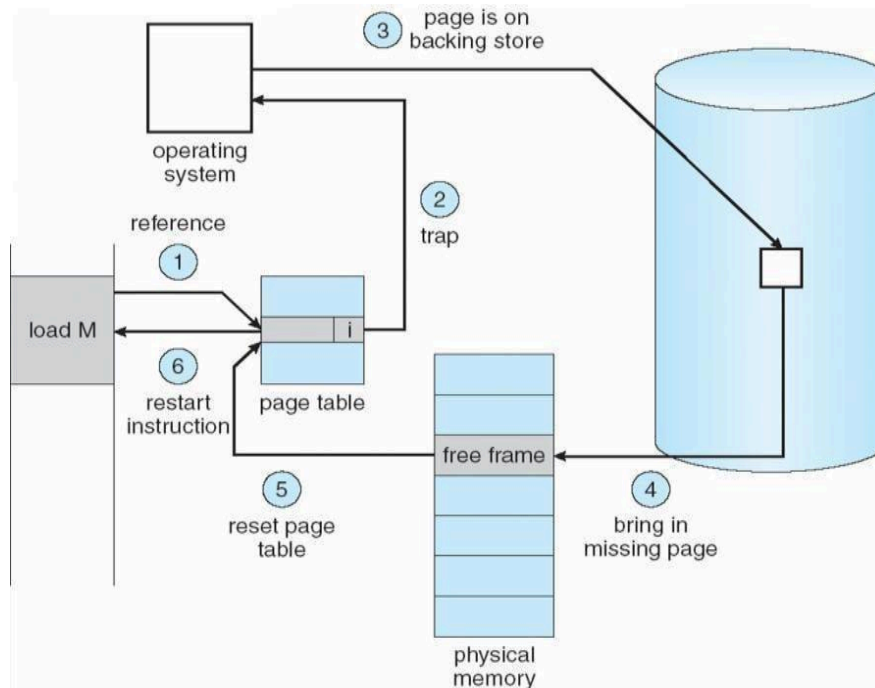 3
page is on
backing store
operating
system
2
trap
reference
1
load M
i
6
restart
instruction
page table
free frame
5
reset page
table
4
bring in
missing page
physical
memory